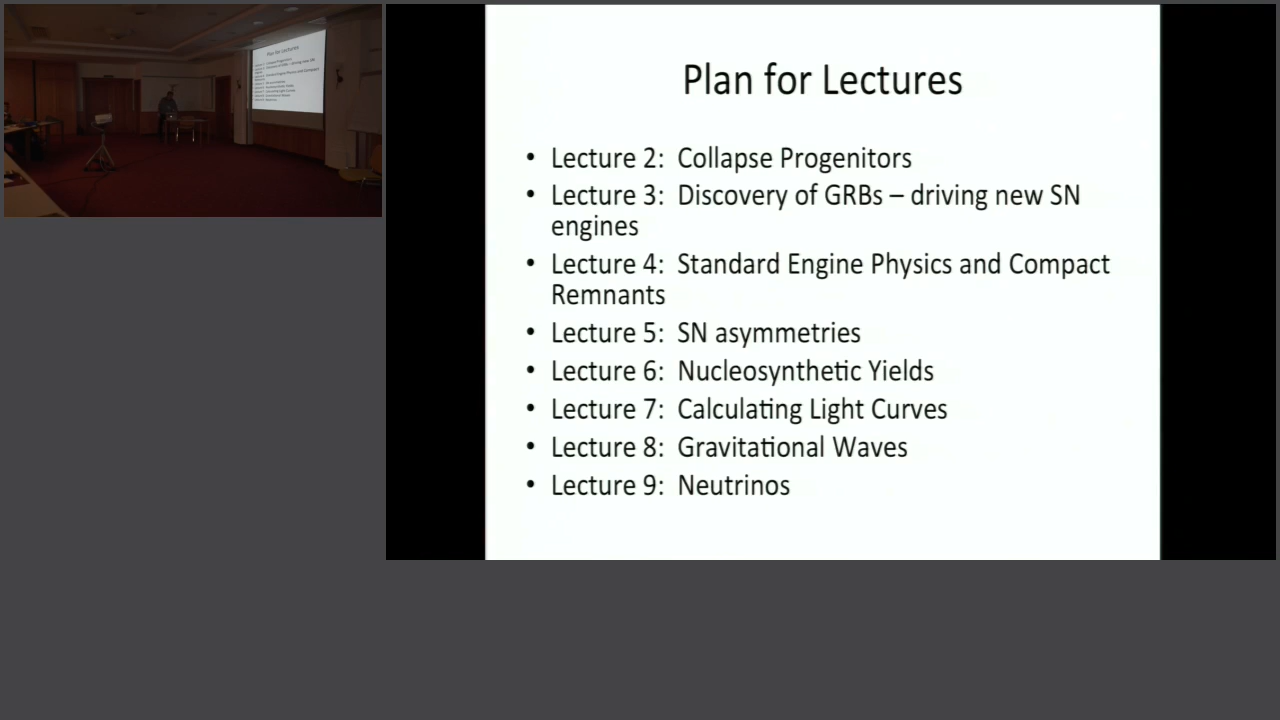 Plan for Lectures
• Lecture 2: Collapse Progenitors
• Lecture 3: Discovery of GRBs – driving new SN
engines
• Lecture 4: Standard Engine Physics and Compact
Remnants
• Lecture 5: SN asymmetries
• Lecture 6: Nucleosynthetic Yields
• Lecture 7: Calculating Light Curves
• Lecture 8: Gravitational Waves
• Lecture 9: Neutrinos